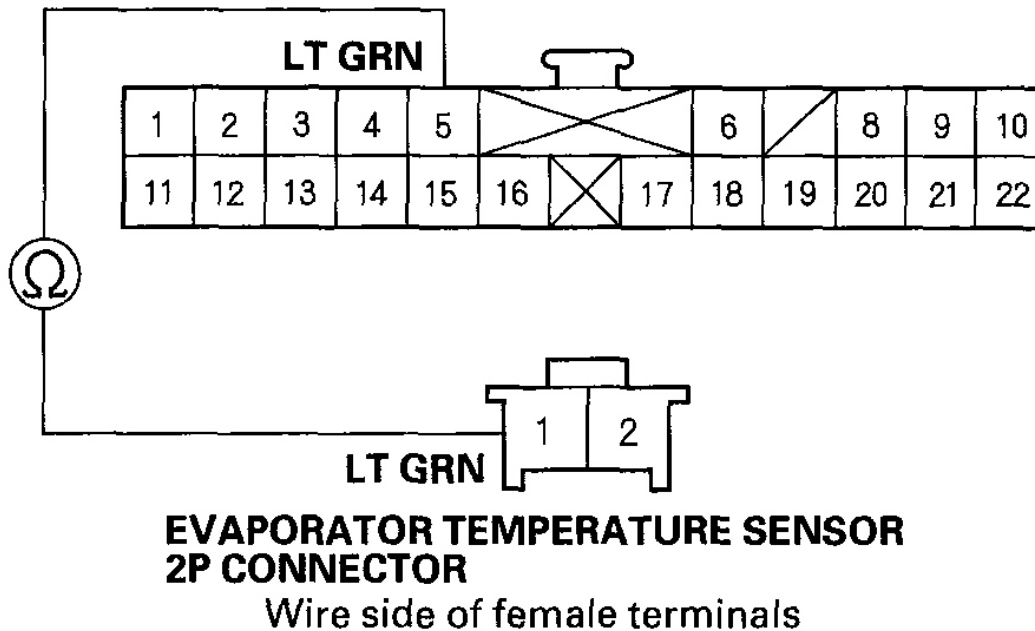 LT GRN
1 2 3 4 5 6 8 9 10
11 12 13 14 15 16 17 18 19 20 21 22
Ω
1 2
LT GRN
EVAPORATOR TEMPERATURE SENSOR
2P CONNECTOR
Wire side of female terminals